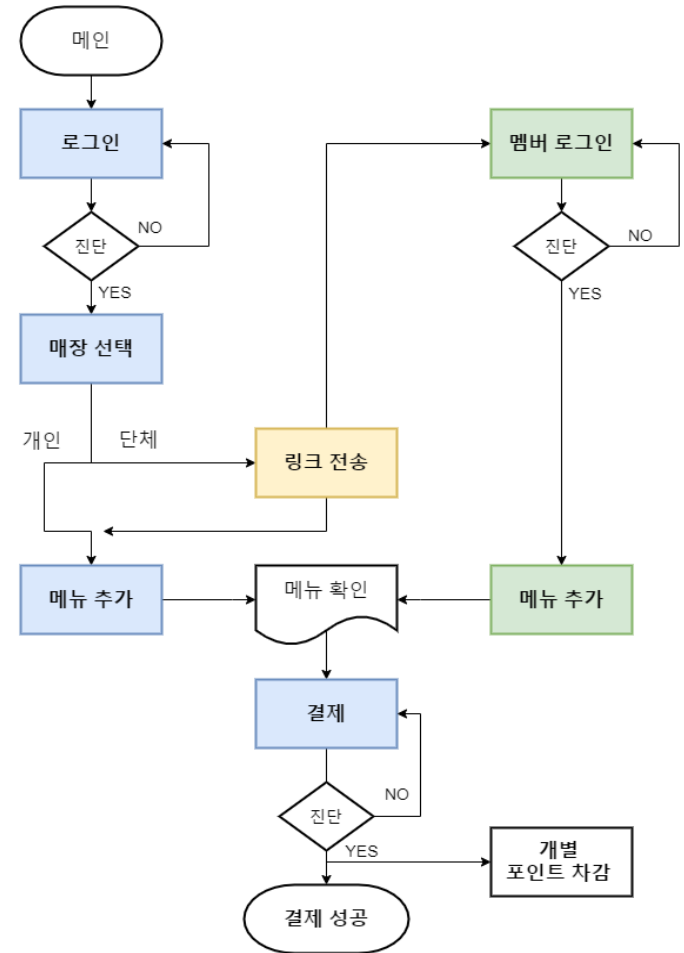 메인
로그인
멤버 로그인
진단
NO
진단
NO
YES
YES
매장 선택
개인
단체
링크 전송
메뉴 추가
메뉴 확인
메뉴 추가
결제
진단
NO
YES
개별
포인트 차감
결제 성공